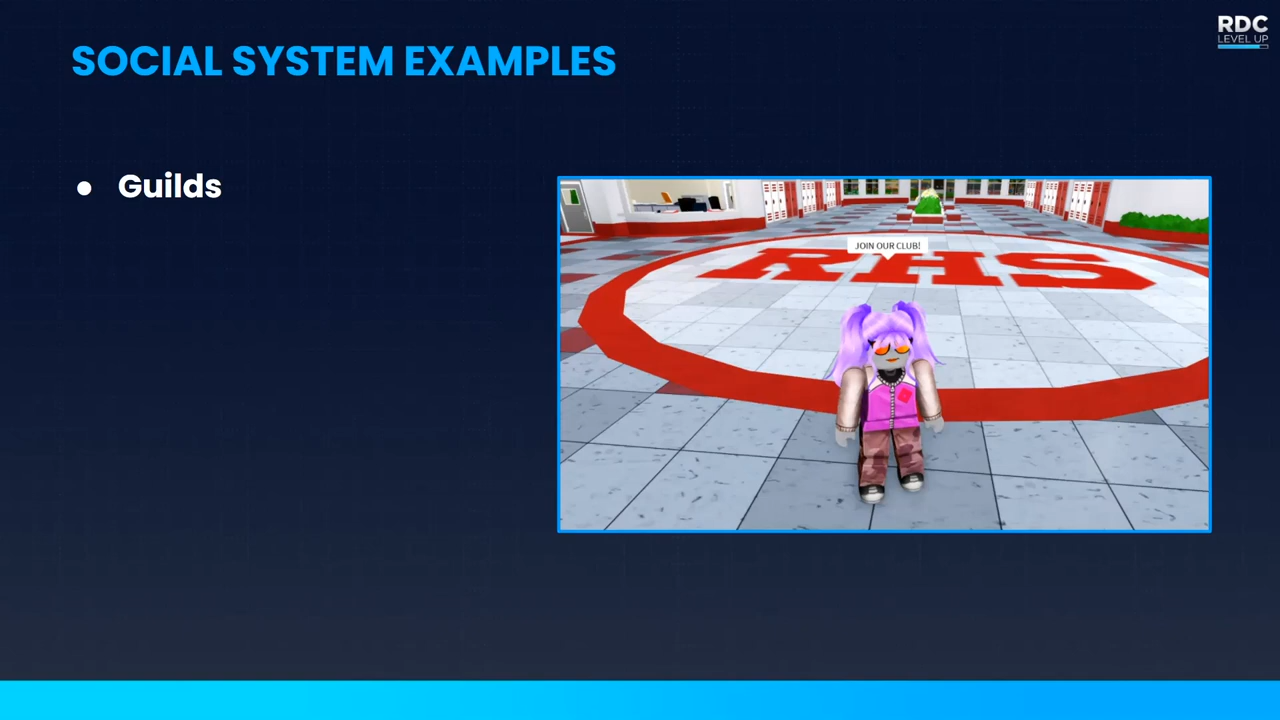 RDC
LEVEL UP
SOCIAL SYSTEM EXAMPLES
● Guilds
JOIN OUR CLUB!
RHS